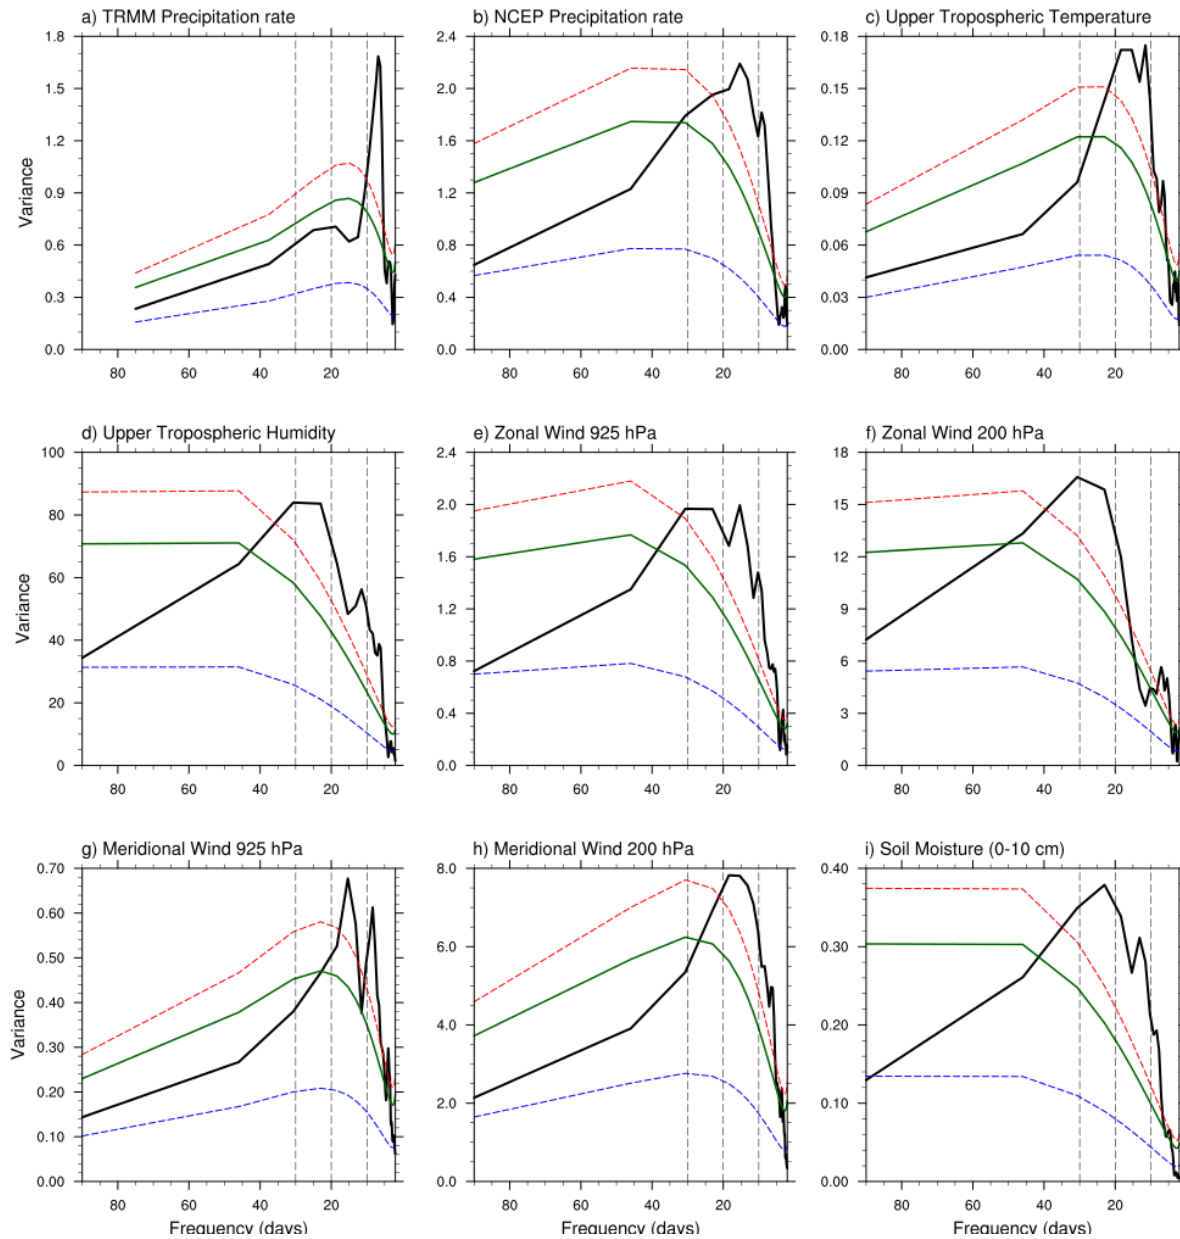 a) TRMM Precipitation rate
b) NCEP Precipitation rate
c) Upper Tropospheric Temperature
Variance
1.8
1.5
1.2
0.9
0.6
0.3
0.0
80 60 40 20
2.4
2.0
1.6
1.2
0.8
0.4
0.0
80 60 40 20
0.18
0.15
0.12
0.09
0.06
0.03
0.00
80 60 40 20
d) Upper Tropospheric Humidity
e) Zonal Wind 925 hPa
f) Zonal Wind 200 hPa
Variance
100
80
60
40
20
0
80 60 40 20
2.4
2.0
1.6
1.2
0.8
0.4
0.0
80 60 40 20
18
15
12
9
6
3
0
80 60 40 20
g) Meridional Wind 925 hPa
h) Meridional Wind 200 hPa
i) Soil Moisture (0-10 cm)
Variance
0.70
0.60
0.50
0.40
0.30
0.20
0.10
0.00
80 60 40 20
Frequency (days)
8.0
6.0
4.0
2.0
0.0
80 60 40 20
Frequency (days)
0.40
0.30
0.20
0.10
0.00
80 60 40 20
Frequency (days)